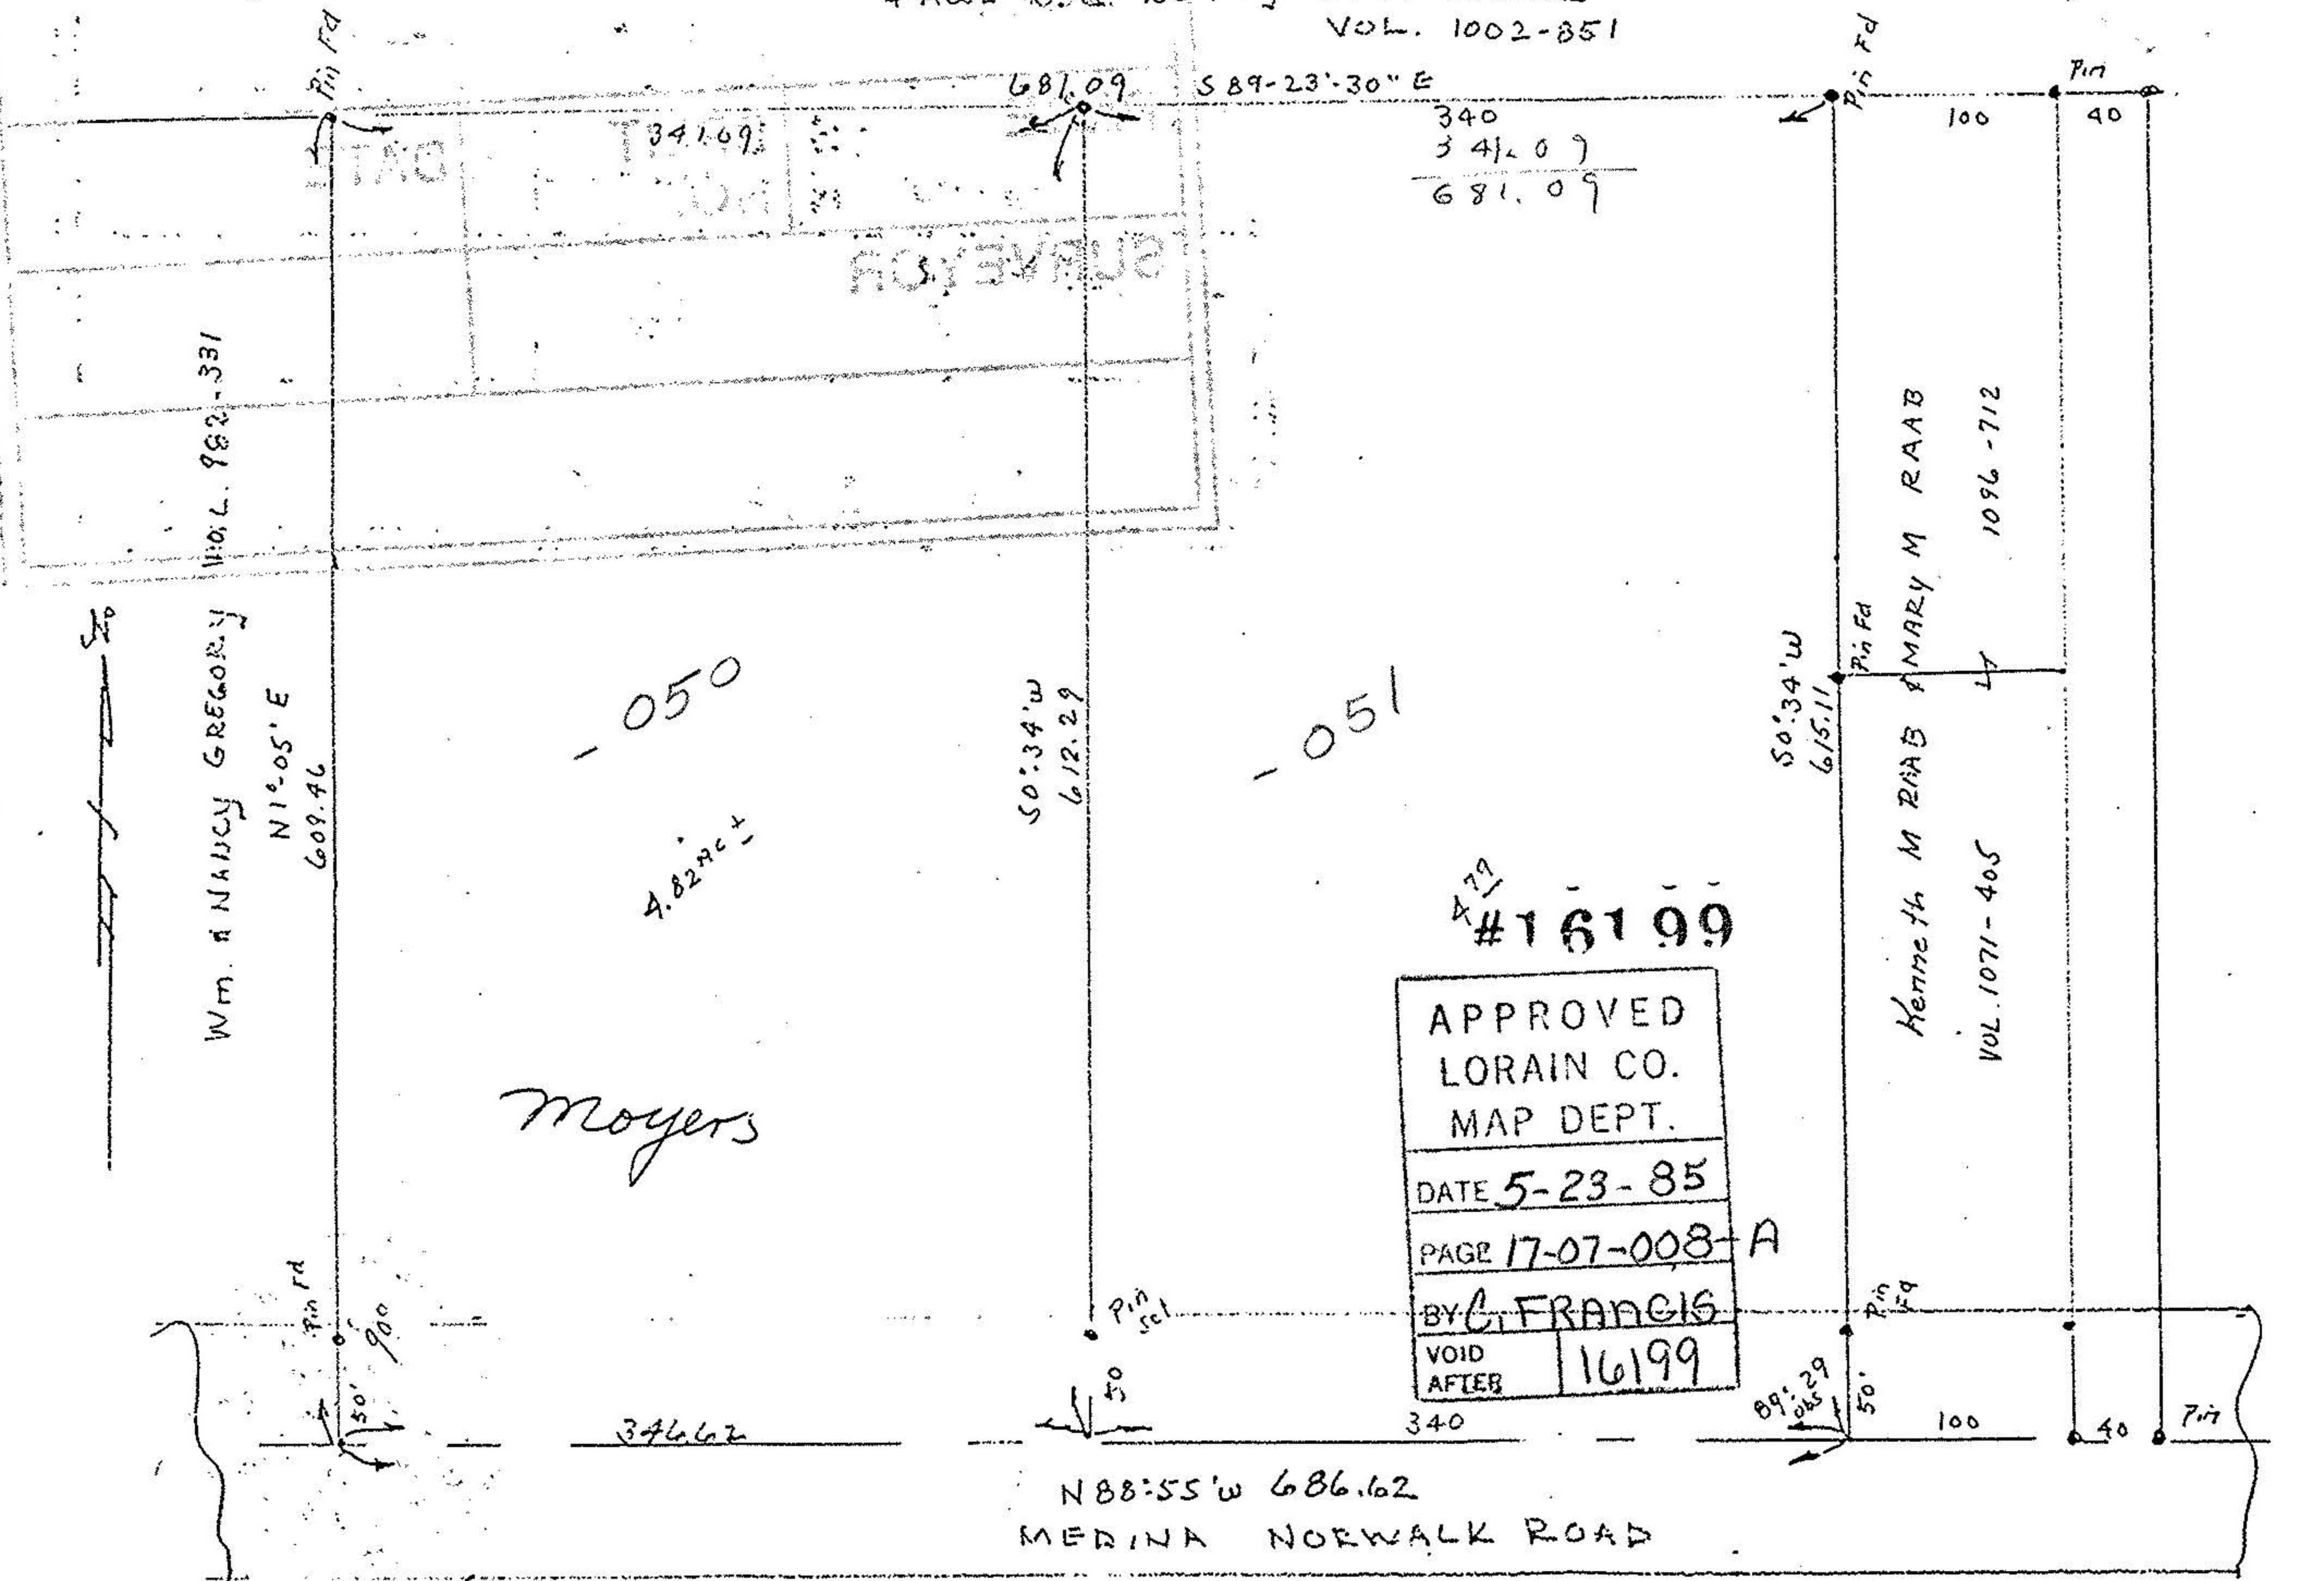 VOL. 1002-851
Pin Fd
681.09 S 89-23'-30" E
Pin Fd
Pin
341.09
340
100
40
341.09
681.09
DATE
SURVEYOR
Wm. & NANCY GREGORY VOL. 982-331
N 1°-05' E
609.46
-050
4.82 AC ±
S 0°:34' W
612.29
-051
S 0°:34' W
615.11
Pin Fd
Kenneth M RAAB & MARY M RAAB
VOL. 1071-405
1096-712
4.79
#16199
Moyers
APPROVED
LORAIN CO.
MAP DEPT.
DATE 5-23-85
PAGE 17-07-008-A
BY C. FRANCIS
VOID AFTER 16199
Pin Fd
90°
50'
Pin Set
50
Pin Fd
89°:29
obs
50'
346.62
340
100
40
Pin
N 88°:55' W 686.62
MEDINA NORWALK ROAD